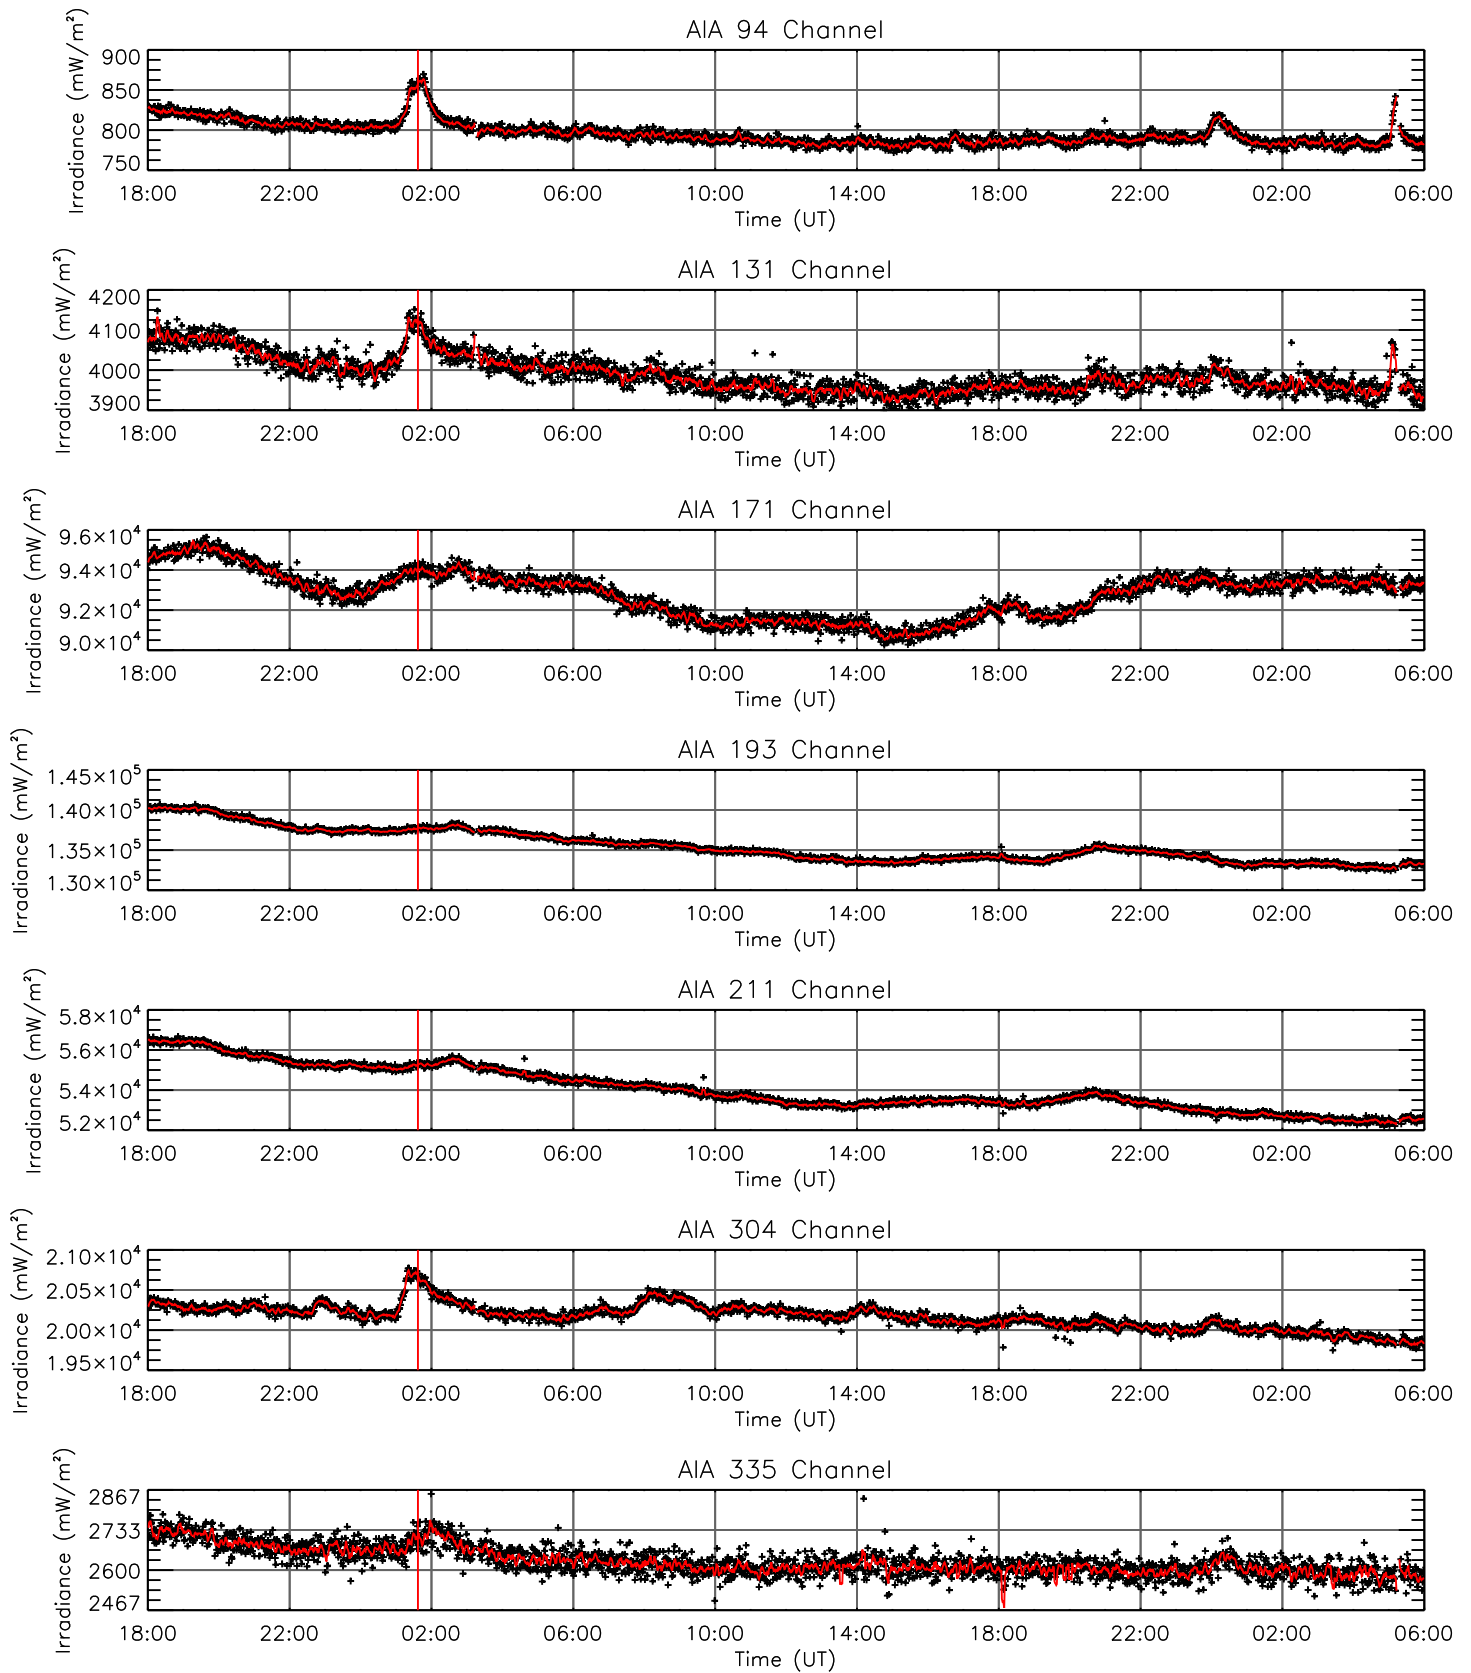 AIA 94 Channel
Irradiance (mW/m²)
900
850
800
750
18:00 22:00 02:00 06:00 10:00 14:00 18:00 22:00 02:00 06:00
Time (UT)
AIA 131 Channel
Irradiance (mW/m²)
4200
4100
4000
3900
18:00 22:00 02:00 06:00 10:00 14:00 18:00 22:00 02:00 06:00
Time (UT)
AIA 171 Channel
Irradiance (mW/m²)
9.6×10⁴
9.4×10⁴
9.2×10⁴
9.0×10⁴
18:00 22:00 02:00 06:00 10:00 14:00 18:00 22:00 02:00 06:00
Time (UT)
AIA 193 Channel
Irradiance (mW/m²)
1.45×10⁵
1.40×10⁵
1.35×10⁵
1.30×10⁵
18:00 22:00 02:00 06:00 10:00 14:00 18:00 22:00 02:00 06:00
Time (UT)
AIA 211 Channel
Irradiance (mW/m²)
5.8×10⁴
5.6×10⁴
5.4×10⁴
5.2×10⁴
18:00 22:00 02:00 06:00 10:00 14:00 18:00 22:00 02:00 06:00
Time (UT)
AIA 304 Channel
Irradiance (mW/m²)
2.10×10⁴
2.05×10⁴
2.00×10⁴
1.95×10⁴
18:00 22:00 02:00 06:00 10:00 14:00 18:00 22:00 02:00 06:00
Time (UT)
AIA 335 Channel
Irradiance (mW/m²)
2867
2733
2600
2467
18:00 22:00 02:00 06:00 10:00 14:00 18:00 22:00 02:00 06:00
Time (UT)